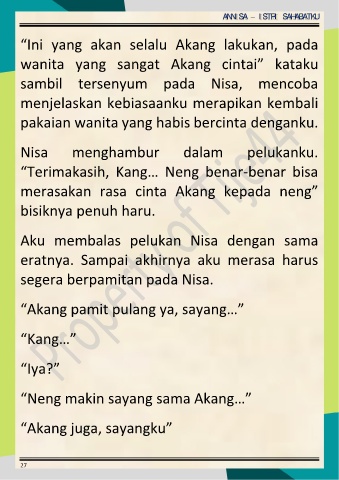 ANNISA – ISTRI SAHABATKU
“Ini yang akan selalu Akang lakukan, pada
wanita yang sangat Akang cintai” kataku
sambil tersenyum pada Nisa, mencoba
menjelaskan kebiasaanku merapikan kembali
pakaian wanita yang habis bercinta denganku.
Nisa menghambur dalam pelukanku.
“Terimakasih, Kang… Neng benar-benar bisa
merasakan rasa cinta Akang kepada neng”
bisiknya penuh haru.
Aku membalas pelukan Nisa dengan sama
eratnya. Sampai akhirnya aku merasa harus
segera berpamitan pada Nisa.
“Akang pamit pulang ya, sayang…”
“Kang…”
“Iya?”
“Neng makin sayang sama Akang…”
“Akang juga, sayangku”
27